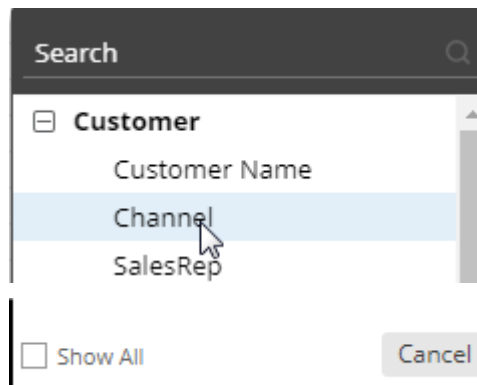 Search
Customer
Customer Name
Channel
SalesRep
Show All
Cancel